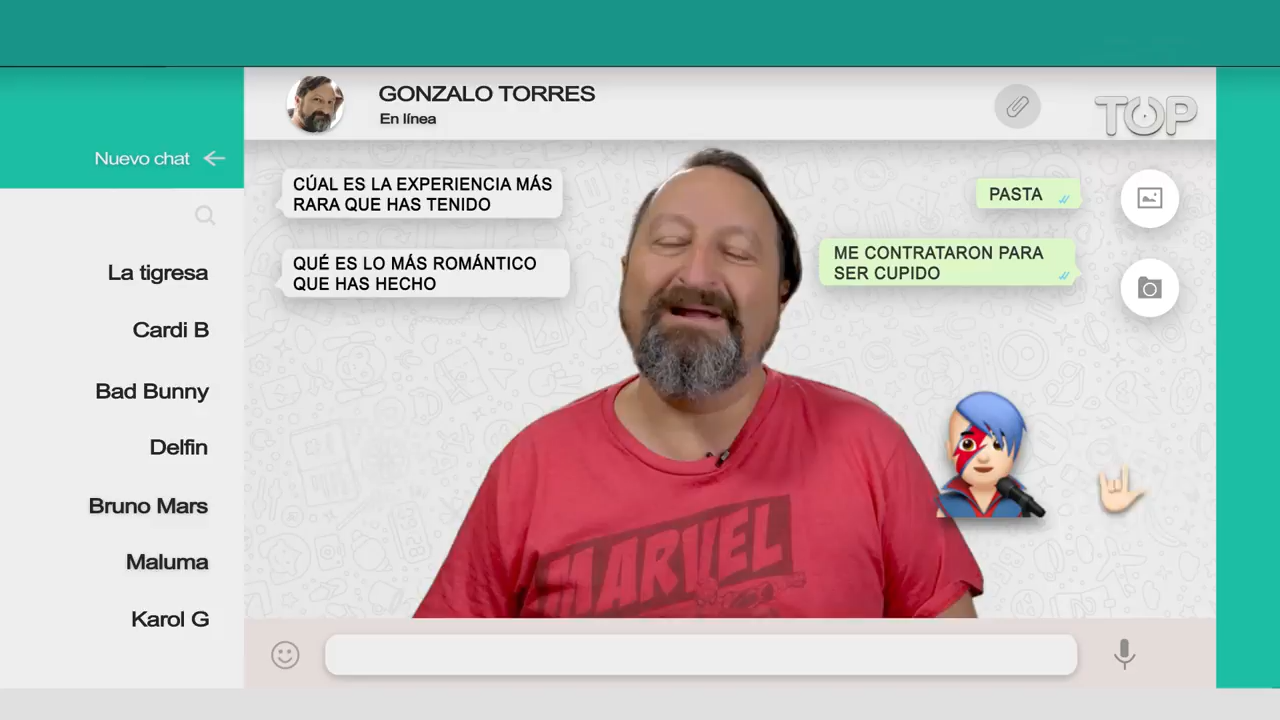 GONZALO TORRES
En línea
TOP
Nuevo chat
La tigresa
Cardi B
Bad Bunny
Delfin
Bruno Mars
Maluma
Karol G
CÚAL ES LA EXPERIENCIA MÁS
RARA QUE HAS TENIDO
PASTA
QUÉ ES LO MÁS ROMÁNTICO
QUE HAS HECHO
ME CONTRATARON PARA
SER CUPIDO
MARVEL